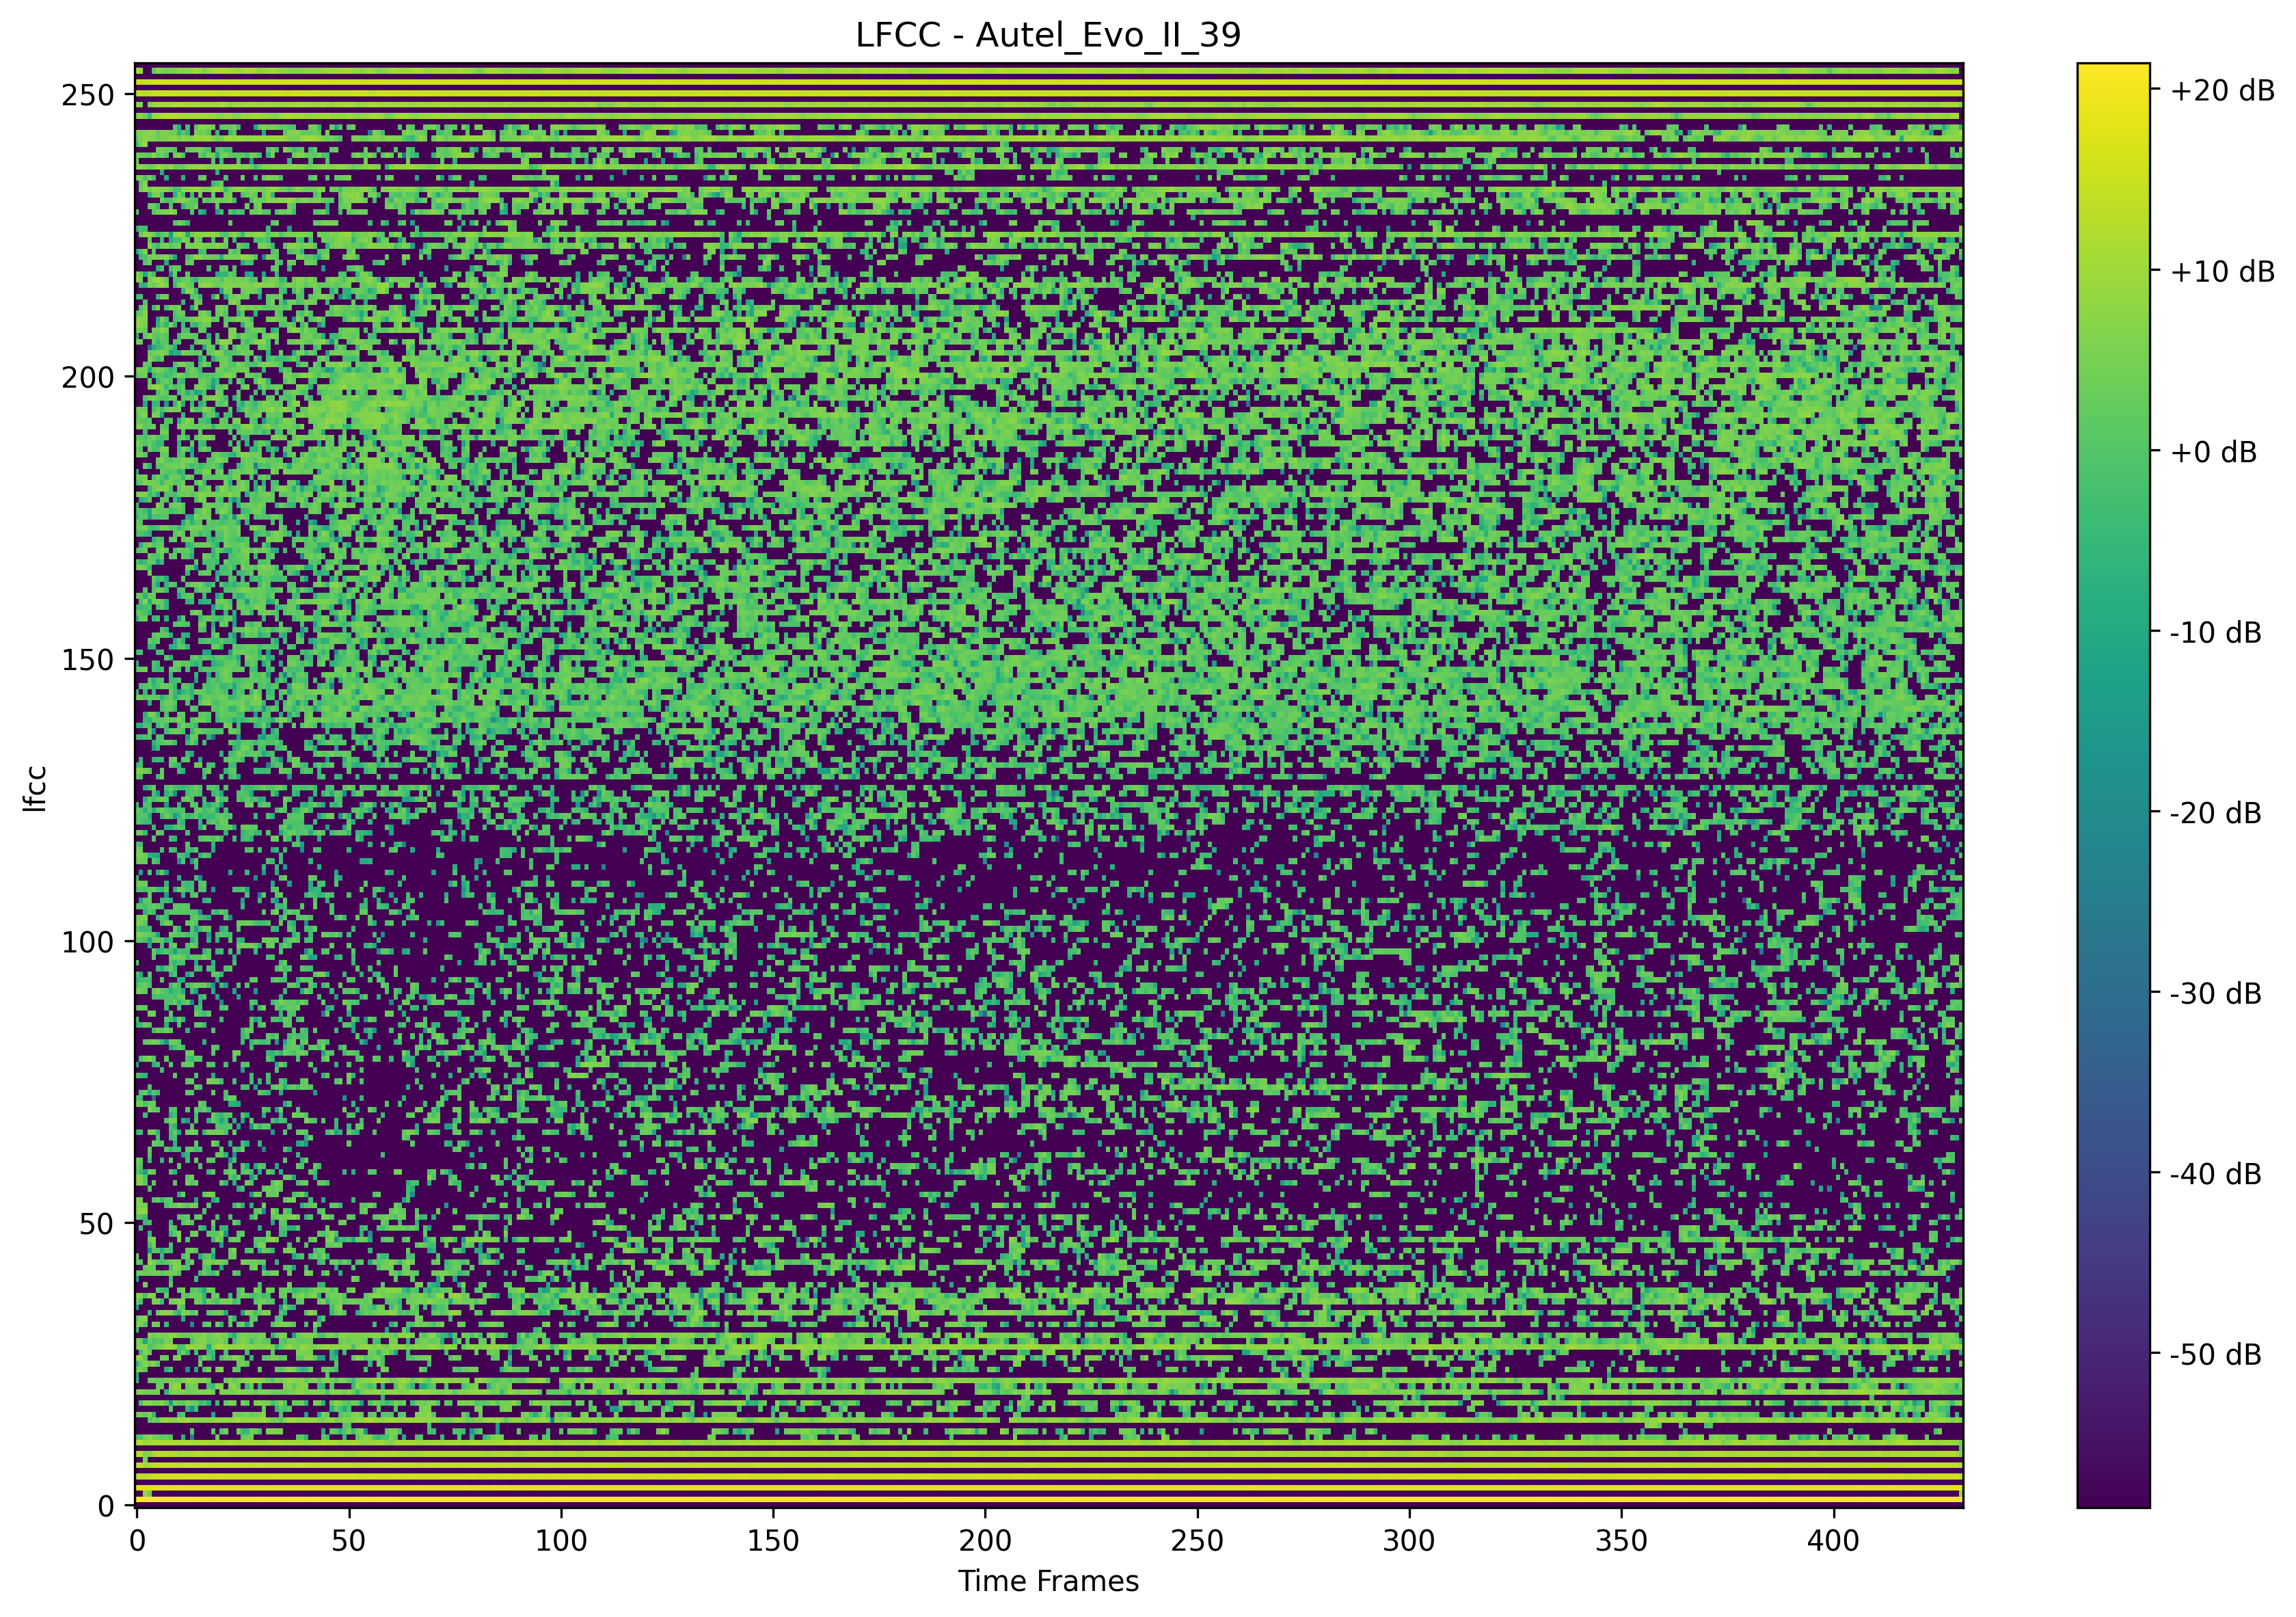 LFCC - Autel_Evo_II_39
250
200
150
100
50
0
lfcc
0 50 100 150 200 250 300 350 400
Time Frames
+20 dB
+10 dB
+0 dB
-10 dB
-20 dB
-30 dB
-40 dB
-50 dB